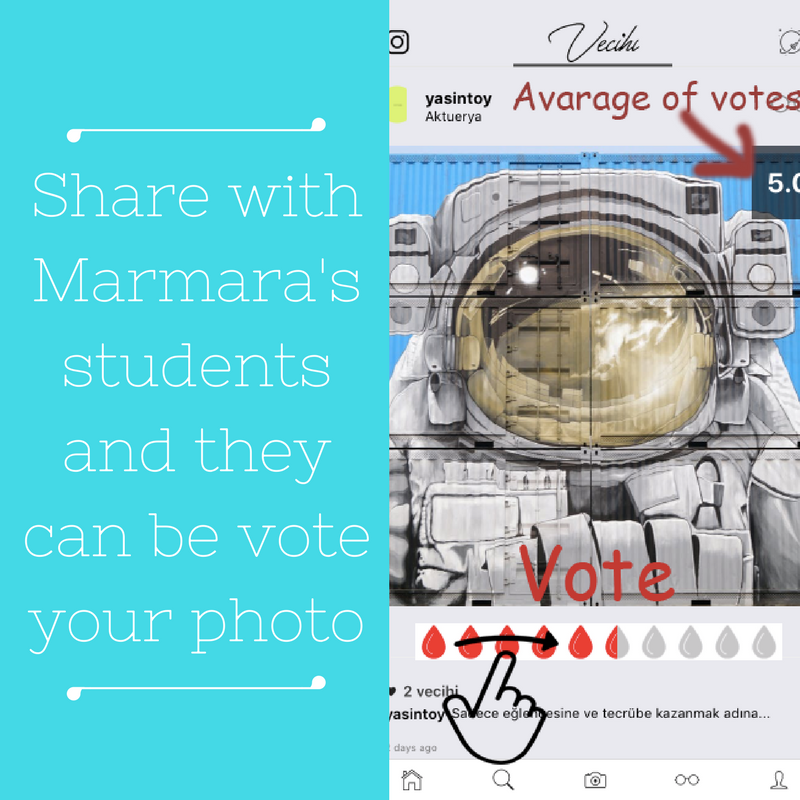 Share with
Marmara's
students
and they
can be vote
your photo
Vecihi
yasintoy
Aktuerya
Avarage of votes
5.0
Vote
2 vecihi
yasintoy Sadece eğlencesine ve tecrübe kazanmak adına...
days ago